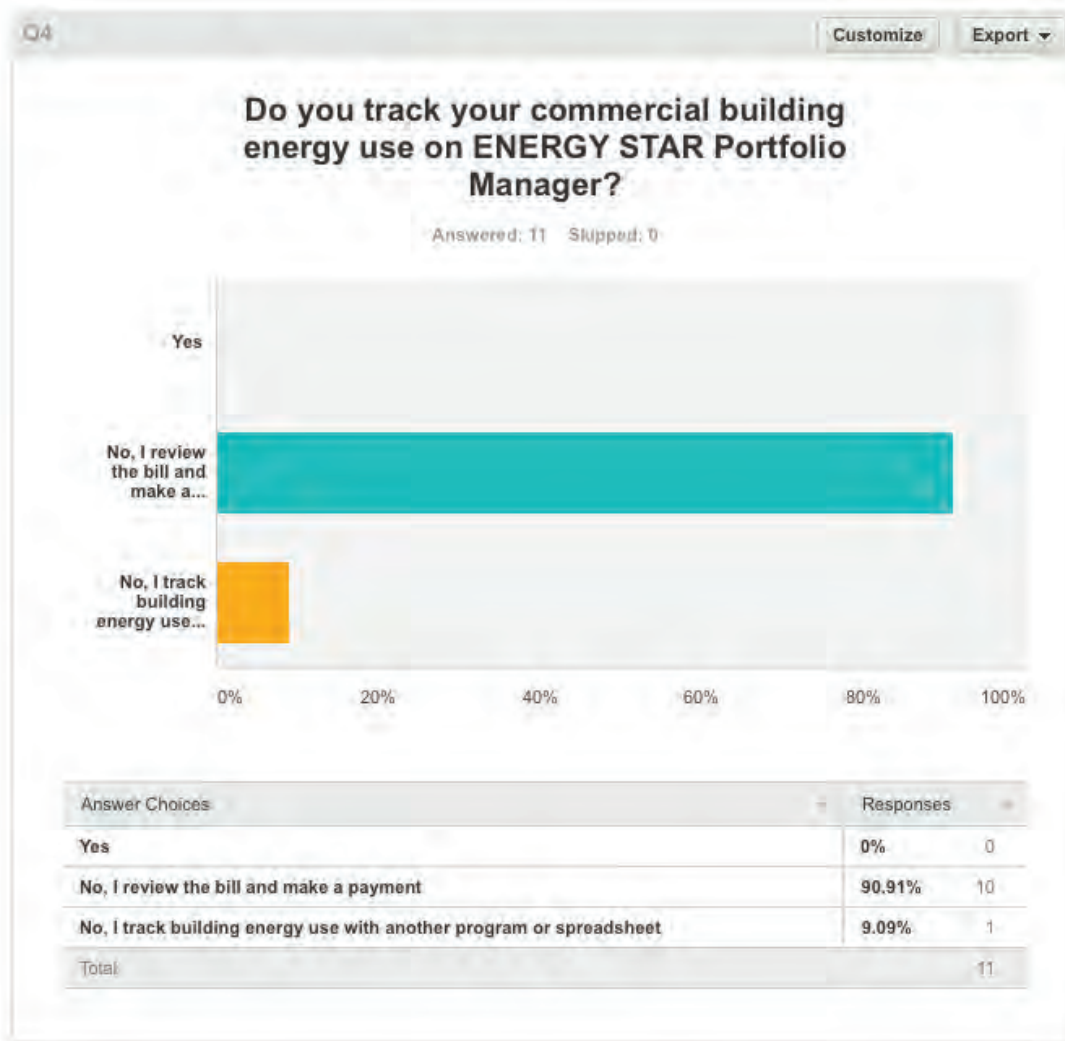 Q4
Customize
Export
Do you track your commercial building
energy use on ENERGY STAR Portfolio
Manager?
Answered: 11 Skipped: 0
Yes
No, I review
the bill and
make a...
No, I track
building
energy use...
0% 20% 40% 60% 80% 100%
Answer Choices Responses
Yes 0% 0
No, I review the bill and make a payment 90.91% 10
No, I track building energy use with another program or spreadsheet 9.09% 1
Total 11